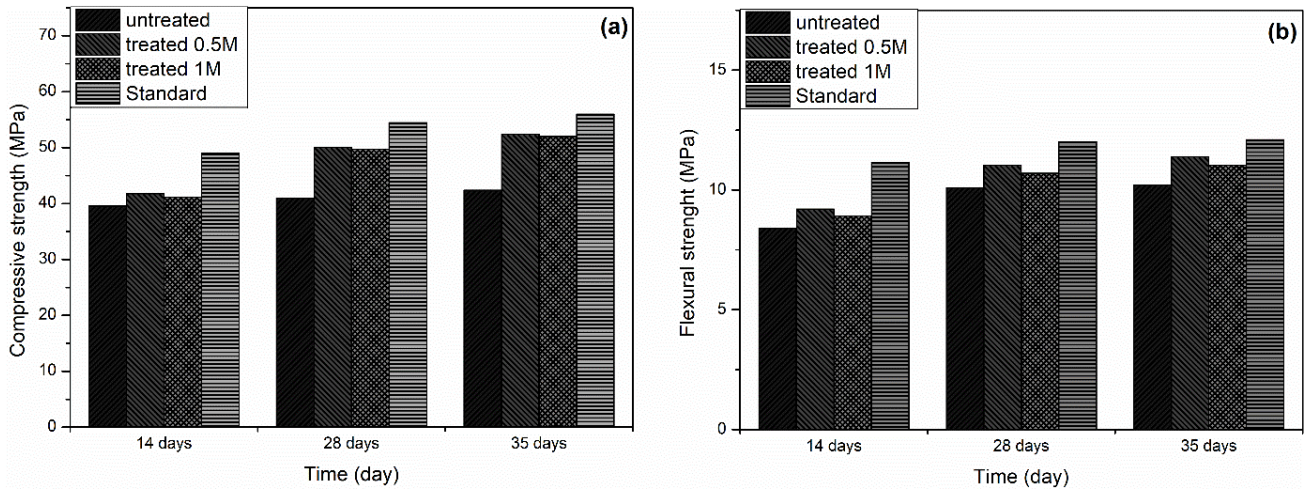 (a)
untreated
treated 0.5M
treated 1M
Standard
Compressive strength (MPa)
70
60
50
40
30
20
10
0
14 days
28 days
35 days
Time (day)
(b)
untreated
treated 0.5M
treated 1M
Standard
Flexural strenght (MPa)
15
10
5
0
14 days
28 days
35 days
Time (day)